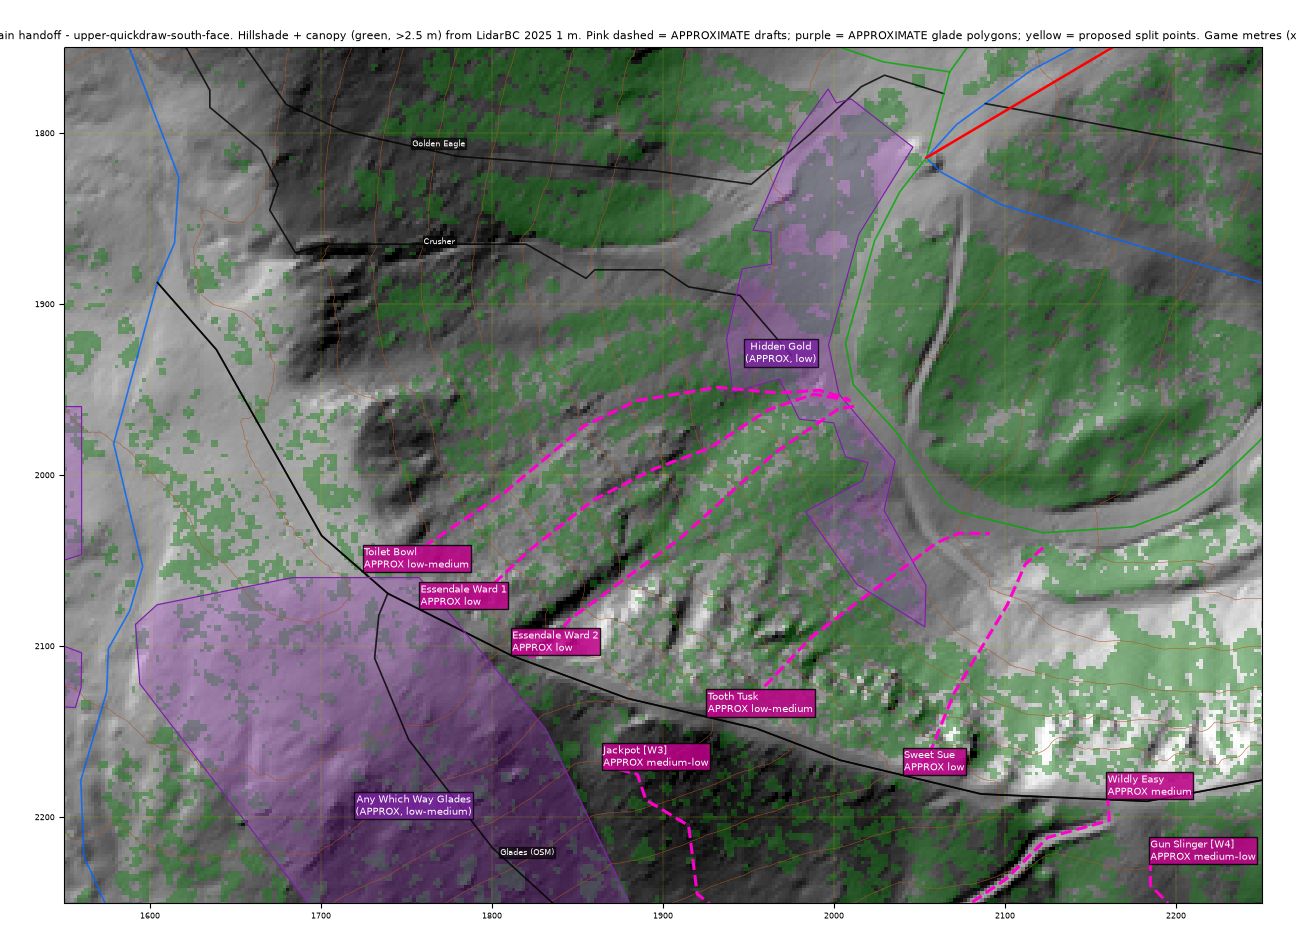 ain handoff - upper-quickdraw-south-face. Hillshade + canopy (green, >2.5 m) from LidarBC 2025 1 m. Pink dashed = APPROXIMATE drafts; purple = APPROXIMATE glade polygons; yellow = proposed split points. Game metres (x
1800
Golden Eagle
Crusher
1900
Hidden Gold
(APPROX, low)
2000
Toilet Bowl
APPROX low-medium
Essendale Ward 1
APPROX low
Essendale Ward 2
APPROX low
2100
Tooth Tusk
APPROX low-medium
Jackpot [W3]
APPROX medium-low
Sweet Sue
APPROX low
Wildly Easy
APPROX medium
Any Which Way Glades
(APPROX, low-medium)
2200
Glades (OSM)
Gun Slinger [W4]
APPROX medium-low
1600
1700
1800
1900
2000
2100
2200